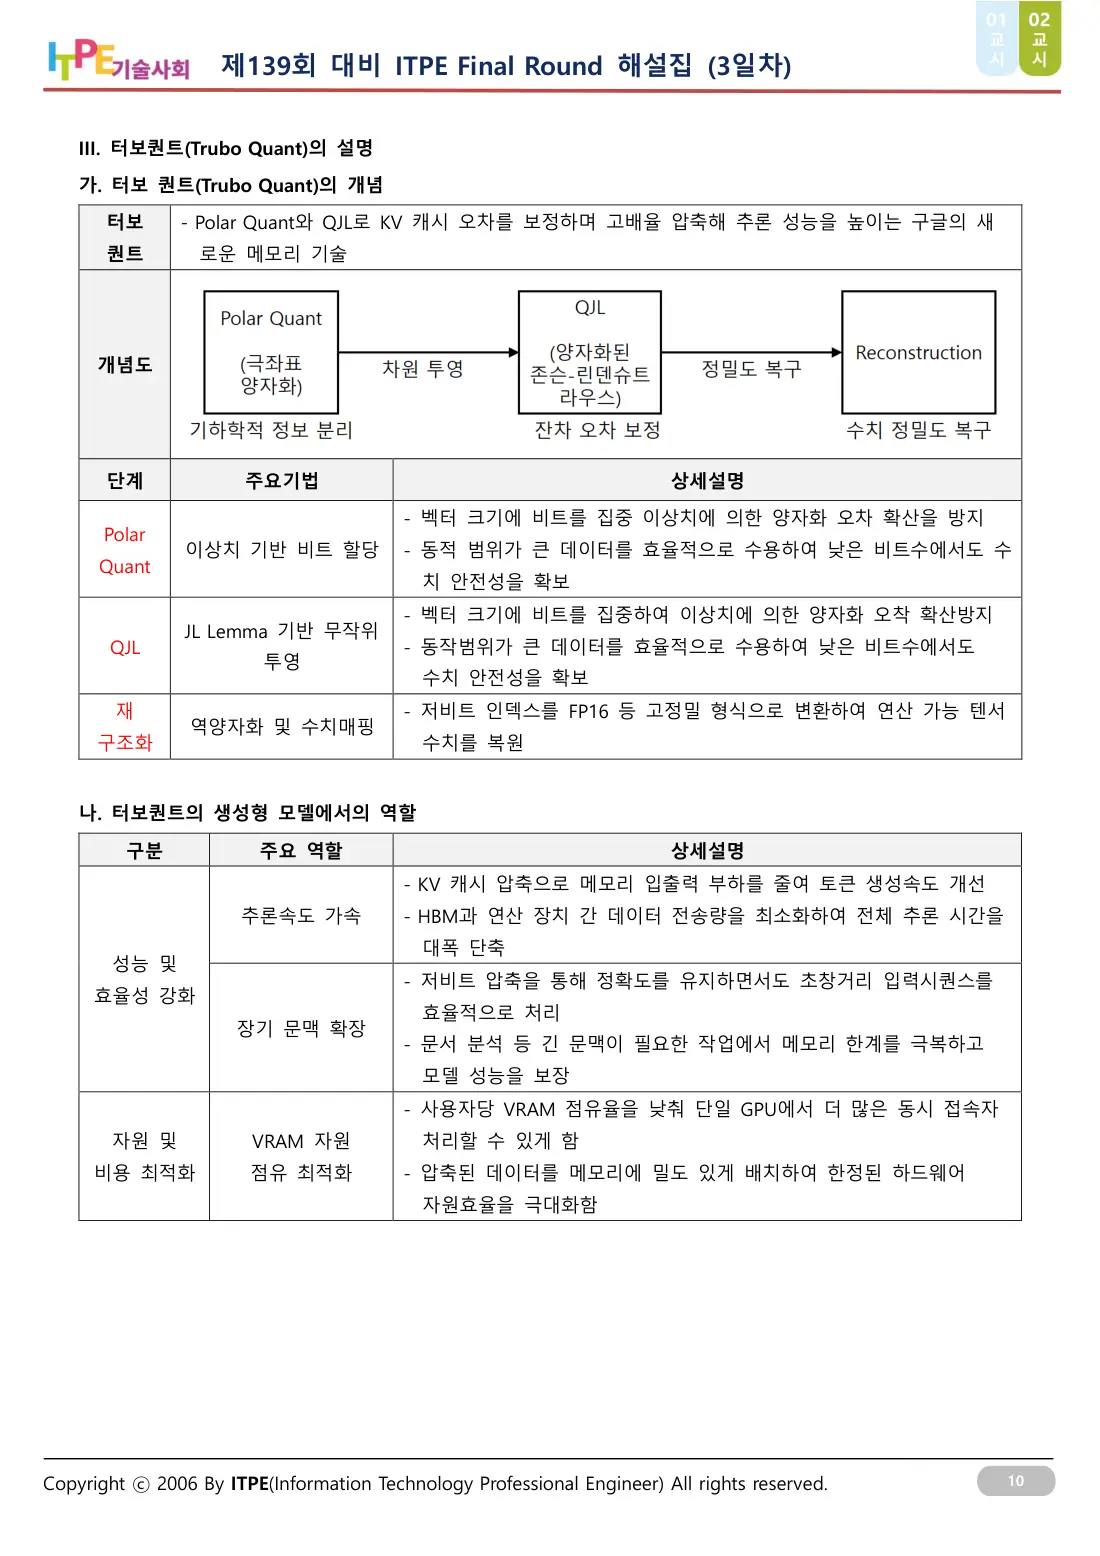 01
교
시
02
교
시
ITPE기술사회
제139회 대비 ITPE Final Round 해설집 (3일차)
III. 터보퀀트(Trubo Quant)의 설명
가. 터보 퀀트(Trubo Quant)의 개념
터보
퀀트
- Polar Quant와 QJL로 KV 캐시 오차를 보정하며 고배율 압축해 추론 성능을 높이는 구글의 새
로운 메모리 기술
개념도
Polar Quant
(극좌표
양자화)
기하학적 정보 분리
차원 투영
QJL
(양자화된
존슨-린덴슈트
라우스)
잔차 오차 보정
정밀도 복구
Reconstruction
수치 정밀도 복구
단계
주요기법
상세설명
Polar
Quant
이상치 기반 비트 할당
- 벡터 크기에 비트를 집중 이상치에 의한 양자화 오차 확산을 방지
- 동적 범위가 큰 데이터를 효율적으로 수용하여 낮은 비트수에서도 수
치 안전성을 확보
QJL
JL Lemma 기반 무작위
투영
- 벡터 크기에 비트를 집중하여 이상치에 의한 양자화 오착 확산방지
- 동작범위가 큰 데이터를 효율적으로 수용하여 낮은 비트수에서도
수치 안전성을 확보
재
구조화
역양자화 및 수치매핑
- 저비트 인덱스를 FP16 등 고정밀 형식으로 변환하여 연산 가능 텐서
수치를 복원
나. 터보퀀트의 생성형 모델에서의 역할
구분
주요 역할
상세설명
성능 및
효율성 강화
추론속도 가속
- KV 캐시 압축으로 메모리 입출력 부하를 줄여 토큰 생성속도 개선
- HBM과 연산 장치 간 데이터 전송량을 최소화하여 전체 추론 시간을
대폭 단축
장기 문맥 확장
- 저비트 압축을 통해 정확도를 유지하면서도 초창거리 입력시퀀스를
효율적으로 처리
- 문서 분석 등 긴 문맥이 필요한 작업에서 메모리 한계를 극복하고
모델 성능을 보장
자원 및
비용 최적화
VRAM 자원
점유 최적화
- 사용자당 VRAM 점유율을 낮춰 단일 GPU에서 더 많은 동시 접속자
처리할 수 있게 함
- 압축된 데이터를 메모리에 밀도 있게 배치하여 한정된 하드웨어
자원효율을 극대화함
Copyright ⓒ 2006 By ITPE(Information Technology Professional Engineer) All rights reserved.
10